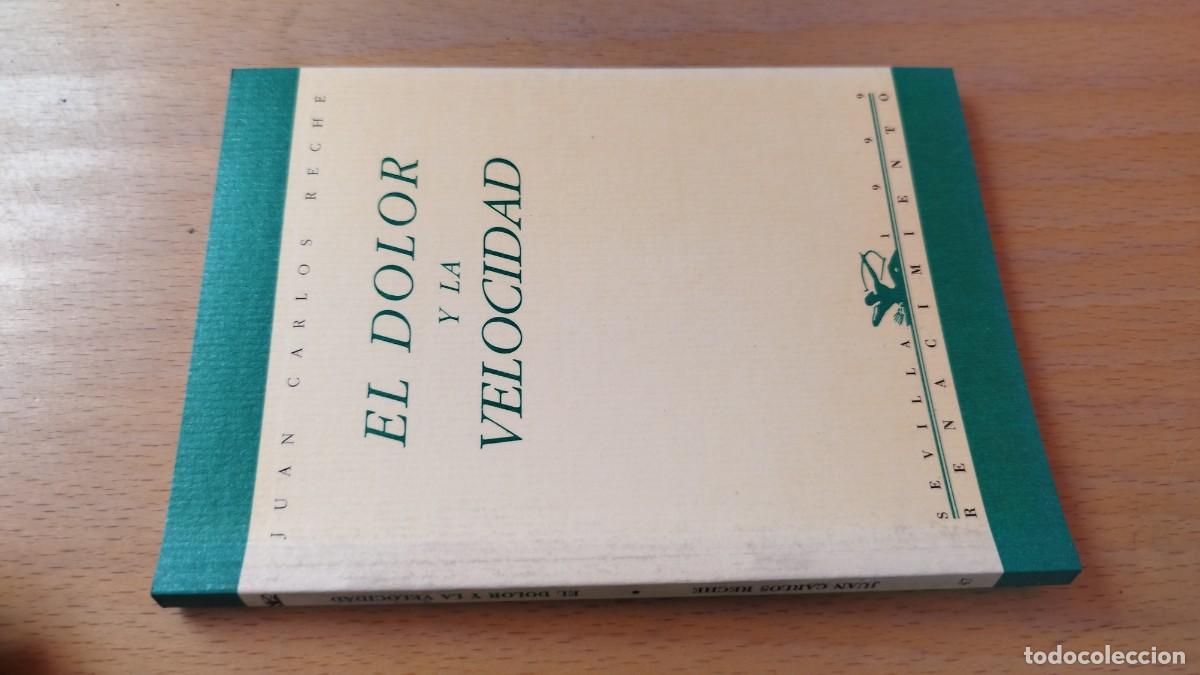 JUAN CARLOS RECHE
EL DOLOR
Y LA
VELOCIDAD
SEVILLA 1999
RENACIMIENTO
JUAN CARLOS RECHE * EL DOLOR Y LA VELOCIDAD
todocoleccion